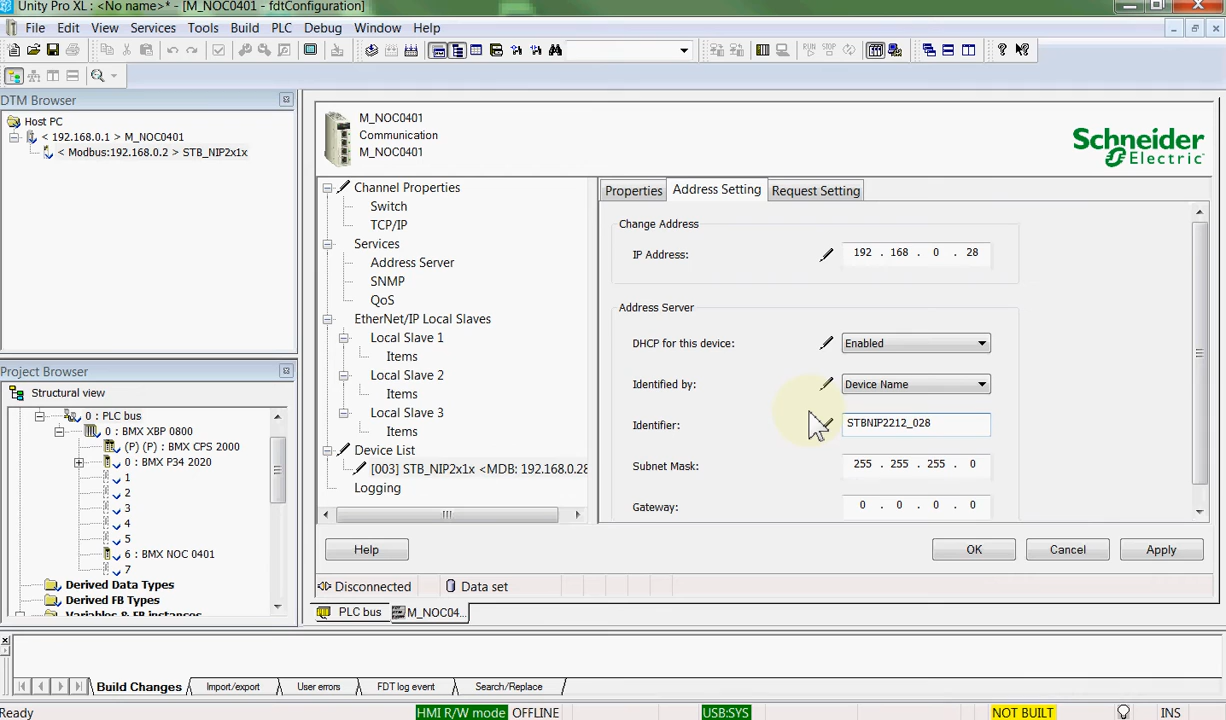 Unity Pro XL : <No name>* - [M_NOC0401 - fdtConfiguration]
File Edit View Services Tools Build PLC Debug Window Help
DTM Browser
Host PC
< 192.168.0.1 > M_NOC0401
< Modbus:192.168.0.2 > STB_NIP2x1x
Project Browser
Structural view
0 : PLC bus
0 : BMX XBP 0800
(P) (P) : BMX CPS 2000
0 : BMX P34 2020
1
2
3
4
5
6 : BMX NOC 0401
7
Derived Data Types
Derived FB Types
Variables & FB instances
M_NOC0401
Communication
M_NOC0401
Schneider
Electric
Channel Properties
Switch
TCP/IP
Services
Address Server
SNMP
QoS
EtherNet/IP Local Slaves
Local Slave 1
Items
Local Slave 2
Items
Local Slave 3
Items
Device List
[003] STB_NIP2x1x <MDB: 192.168.0.28
Logging
Properties Address Setting Request Setting
Change Address
IP Address: 192 . 168 . 0 . 28
Address Server
DHCP for this device: Enabled
Identified by: Device Name
Identifier: STBNIP2212_028
Subnet Mask: 255 . 255 . 255 . 0
Gateway: 0 . 0 . 0 . 0
Help OK Cancel Apply
Disconnected Data set
PLC bus M_NOC04...
Build Changes Import/export User errors FDT log event Search/Replace
Ready HMI R/W mode OFFLINE USB:SYS NOT BUILT INS